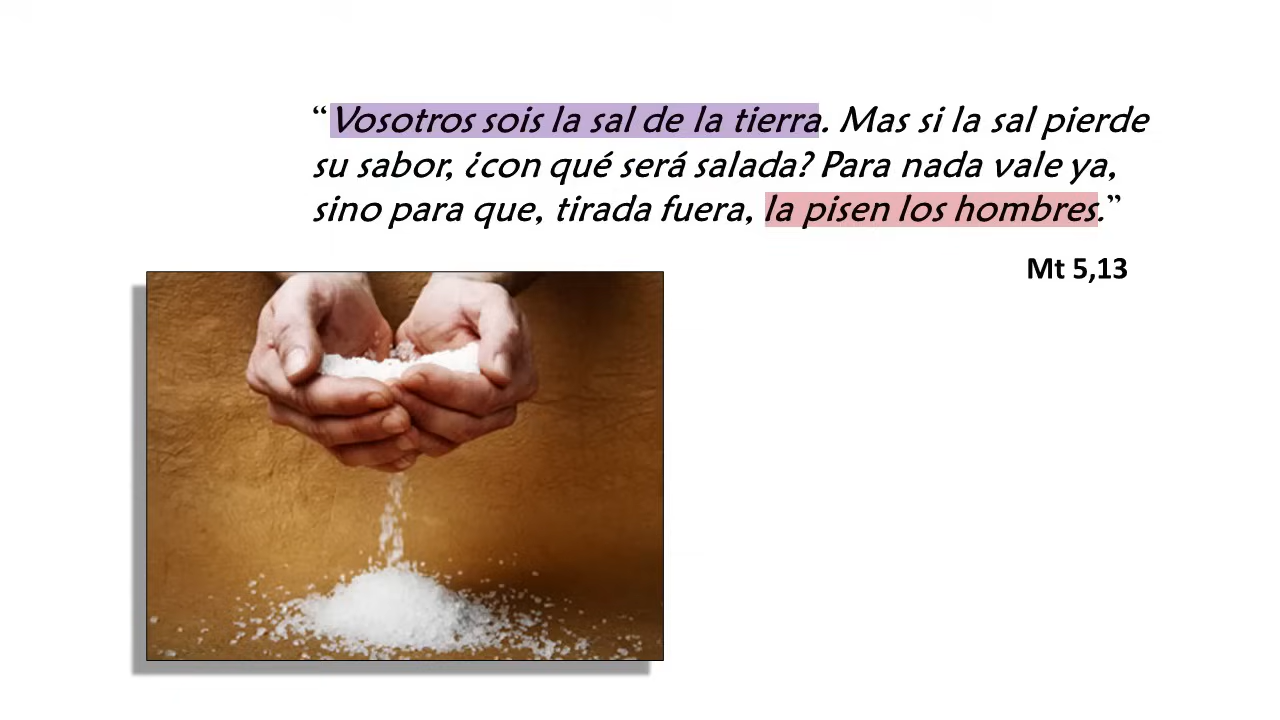 “Vosotros sois la sal de la tierra. Mas si la sal pierde
su sabor, ¿con qué será salada? Para nada vale ya,
sino para que, tirada fuera, la pisen los hombres.”
Mt 5,13